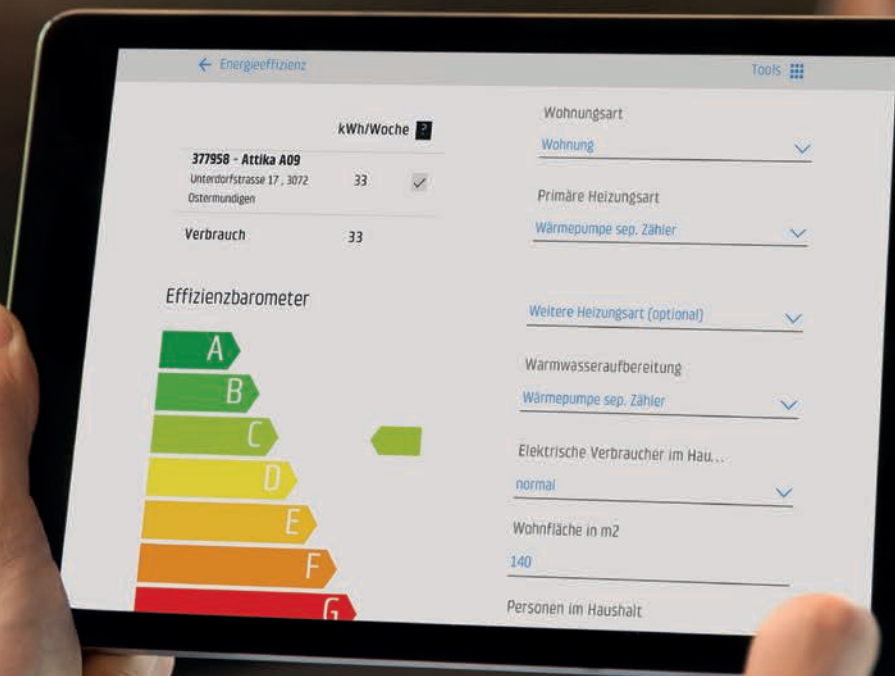 ← Energieeffizienz
Tools
kWh/Woche ?
377958 - Attika A09
Unterdorfstrasse 17 , 3072
Ostermundigen
33
Verbrauch 33
Effizienzbarometer
A
B
C
D
E
F
G
Wohnungsart
Wohnung
Primäre Heizungsart
Wärmepumpe sep. Zähler
Weitere Heizungsart (optional)
Warmwasseraufbereitung
Wärmepumpe sep. Zähler
Elektrische Verbraucher im Hau...
normal
Wohnfläche in m2
140
Personen im Haushalt